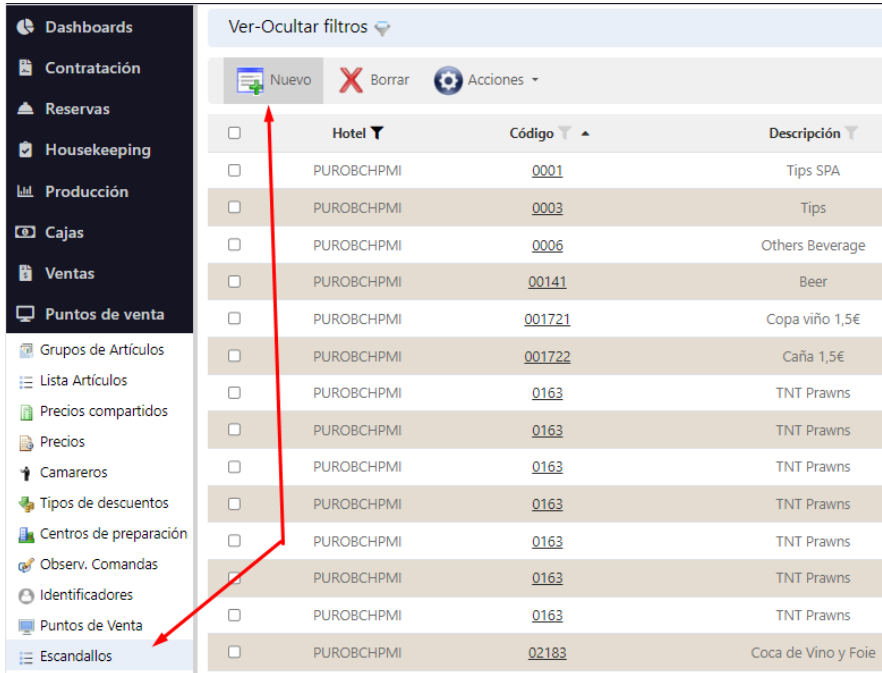 Dashboards
Contratación
Reservas
Housekeeping
Producción
Cajas
Ventas
Puntos de venta
Grupos de Artículos
Lista Artículos
Precios compartidos
Precios
Camareros
Tipos de descuentos
Centros de preparación
Observ. Comandas
Identificadores
Puntos de Venta
Escandallos
Ver-Ocultar filtros
Nuevo Borrar Acciones
Hotel Código Descripción
PUROBCHPMI 0001 Tips SPA
PUROBCHPMI 0003 Tips
PUROBCHPMI 0006 Others Beverage
PUROBCHPMI 00141 Beer
PUROBCHPMI 001721 Copa viño 1,5€
PUROBCHPMI 001722 Caña 1,5€
PUROBCHPMI 0163 TNT Prawns
PUROBCHPMI 0163 TNT Prawns
PUROBCHPMI 0163 TNT Prawns
PUROBCHPMI 0163 TNT Prawns
PUROBCHPMI 0163 TNT Prawns
PUROBCHPMI 0163 TNT Prawns
PUROBCHPMI 0163 TNT Prawns
PUROBCHPMI 02183 Coca de Vino y Foie